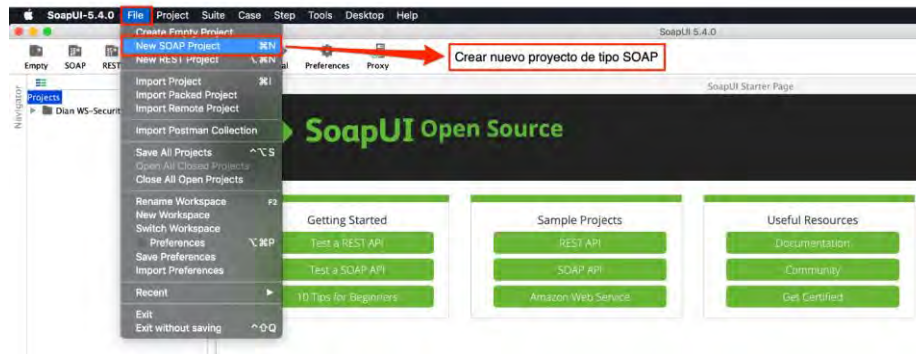 SoapUI-5.4.0 File Project Suite Case Step Tools Desktop Help
SoapUI 5.4.0
Create Empty Project
New SOAP Project ⌘N
New REST Project ⌥⌘N
Empty SOAP REST Preferences Proxy
Crear nuevo proyecto de tipo SOAP
Navigator
Projects
Dian WS-Securit
SoapUI Starter Page
Import Project ⌘I
Import Packed Project
Import Remote Project
Import Postman Collection
Save All Projects ^⌥S
Open All Closed Projects
Close All Open Projects
Rename Workspace F2
New Workspace
Switch Workspace
Preferences ⌥⌘P
Save Preferences
Import Preferences
Recent
Exit
Exit without saving ^⇧Q
SoapUI Open Source
Getting Started
Test a REST API
Test a SOAP API
10 Tips for Beginners
Sample Projects
REST API
SOAP API
Amazon Web Service
Useful Resources
Documentation
Community
Get Certified